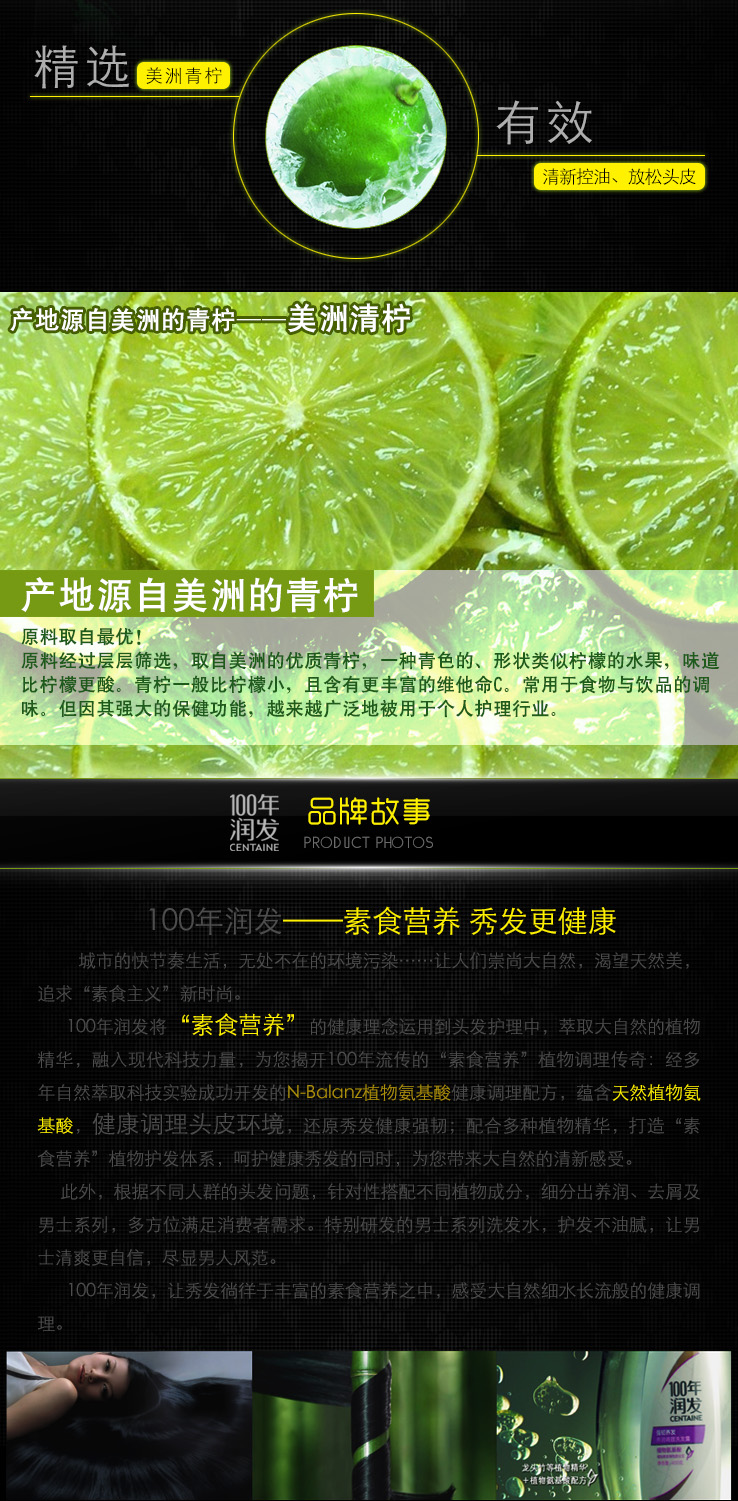 精选
美洲青柠
有效
清新控油、放松头皮
产地源自美洲的青柠——美洲清柠
产地源自美洲的青柠
原料取自最优！
原料经过层层筛选，取自美洲的优质青柠，一种青色的、形状类似柠檬的水果，味道
比柠檬更酸。青柠一般比柠檬小，且含有更丰富的维他命C。常用于食物与饮品的调
味。但因其强大的保健功能，越来越广泛地被用于个人护理行业。
100年
润发
CENTAINE
品牌故事
PRODUCT PHOTOS
100年润发——素食营养 秀发更健康
城市的快节奏生活，无处不在的环境污染……让人们崇尚大自然，渴望天然美，
追求“素食主义”新时尚。
100年润发将“素食营养”的健康理念运用到头发护理中，萃取大自然的植物
精华，融入现代科技力量，为您揭开100年流传的“素食营养”植物调理传奇：经多
年自然萃取科技实验成功开发的N-Balanz植物氨基酸健康调理配方，蕴含天然植物氨
基酸，健康调理头皮环境，还原秀发健康强韧；配合多种植物精华，打造“素
食营养”植物护发体系，呵护健康秀发的同时，为您带来大自然的清新感受。
此外，根据不同人群的头发问题，针对性搭配不同植物成分，细分出养润、去屑及
男士系列，多方位满足消费者需求。特别研发的男士系列洗发水，护发不油腻，让男
士清爽更自信，尽显男人风范。
100年润发，让秀发徜徉于丰富的素食营养之中，感受大自然细水长流般的健康调
理。
100年
润发
CENTAINE
植物氨基酸
龙头竹等植物精华
+植物氨基酸配方